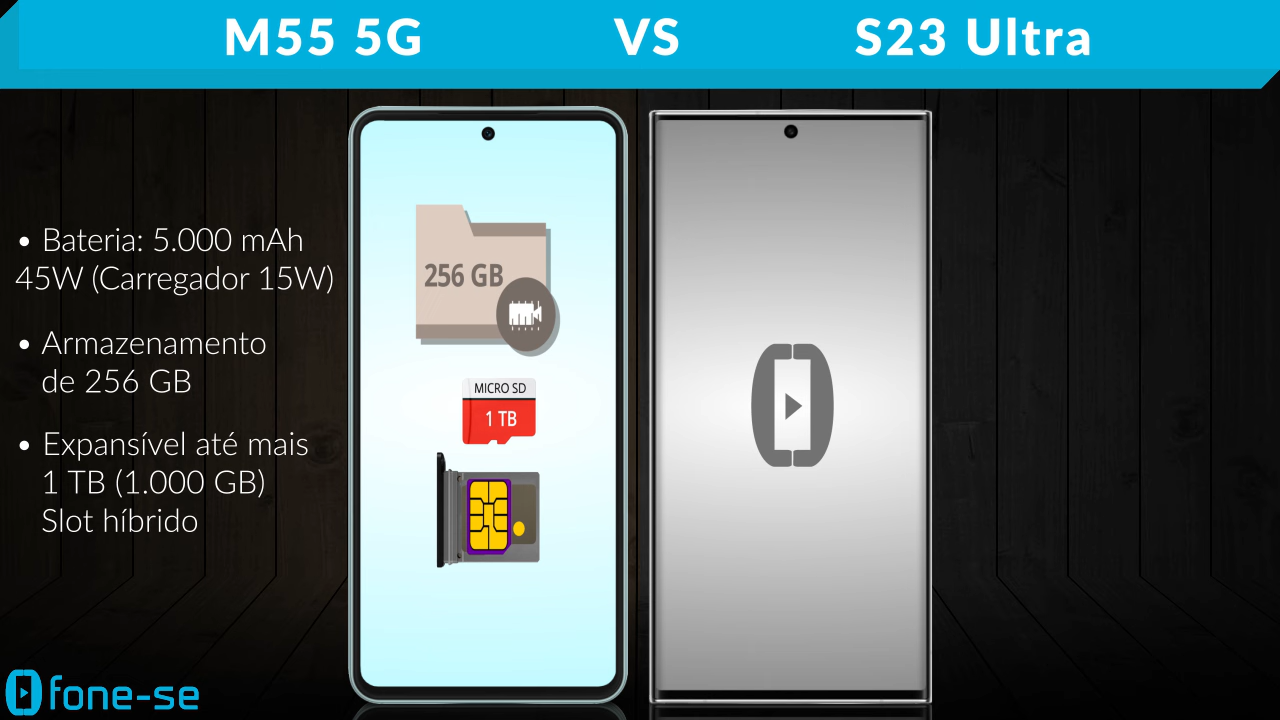 M55 5G VS S23 Ultra
• Bateria: 5.000 mAh
45W (Carregador 15W)
• Armazenamento
de 256 GB
• Expansível até mais
1 TB (1.000 GB)
Slot híbrido
256 GB
MICRO SD
1 TB
fone-se